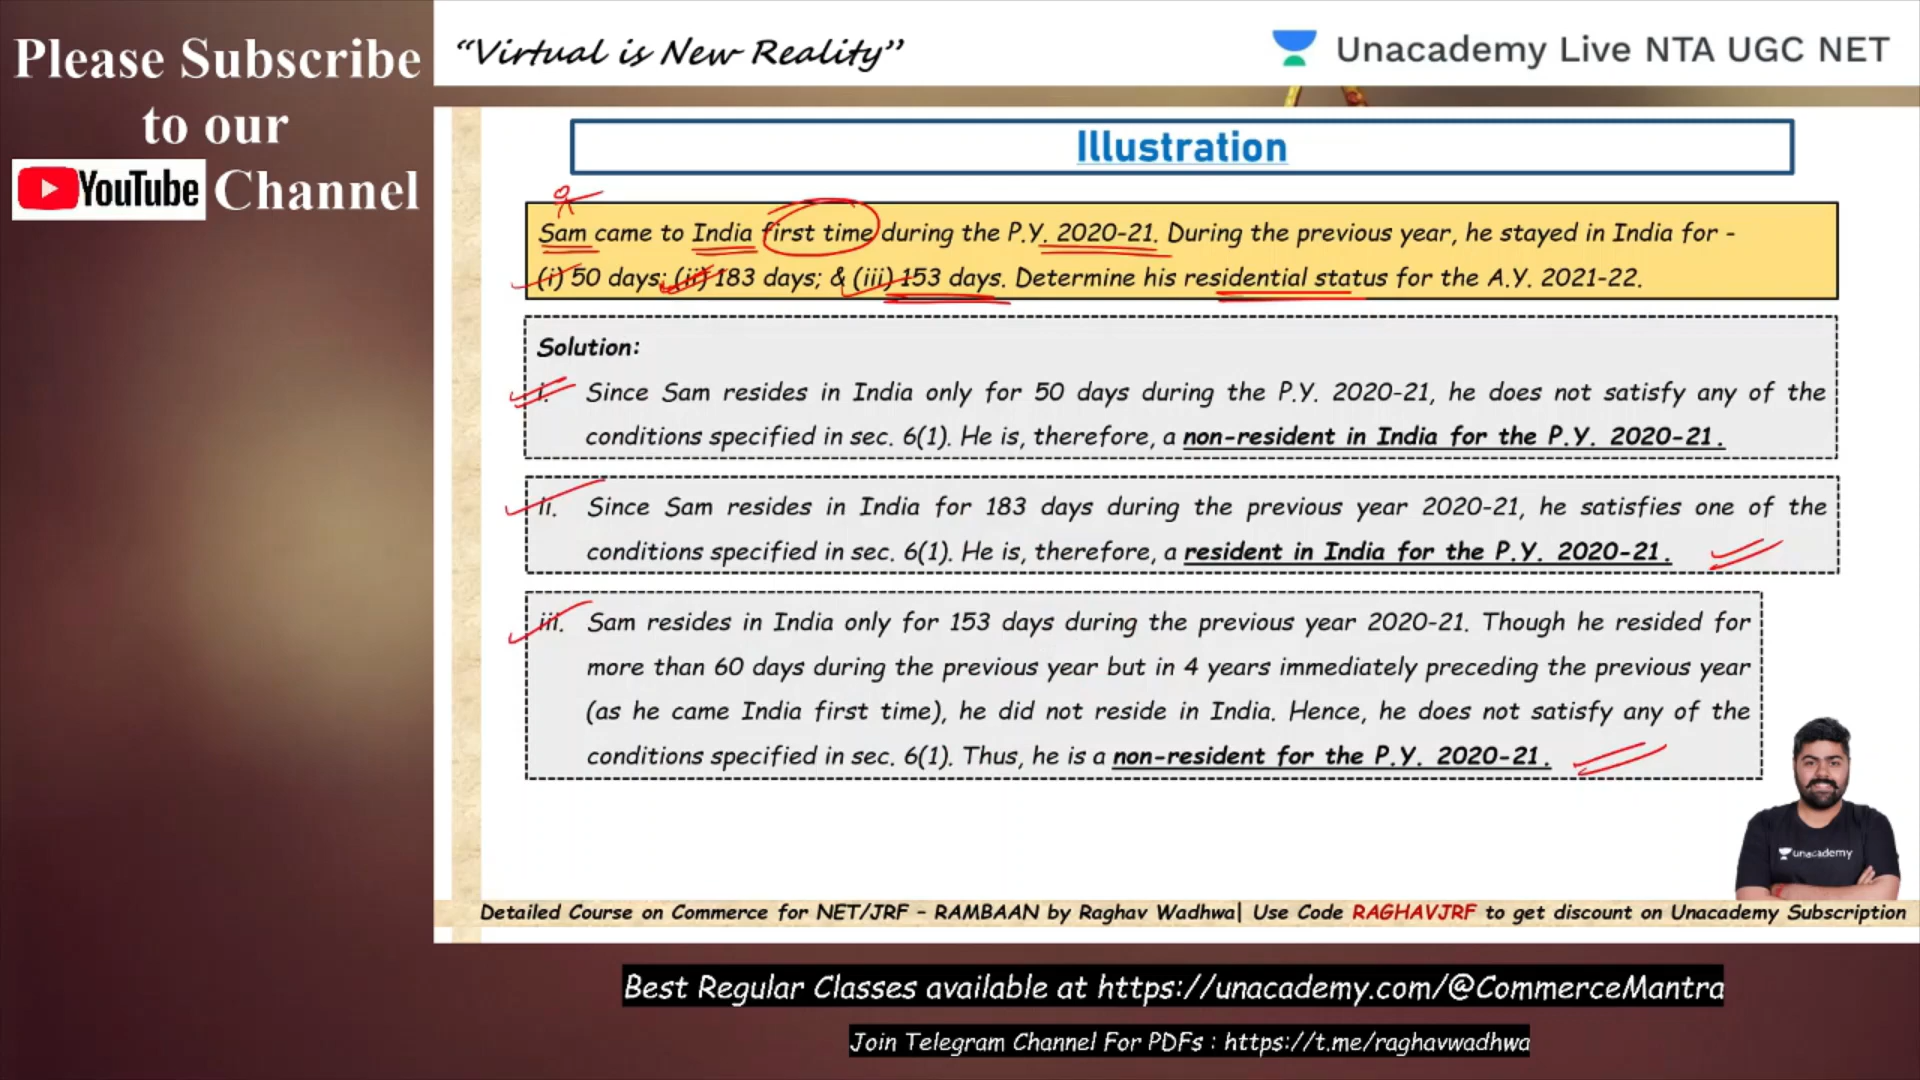 Please Subscribe
to our
YouTube Channel
"Virtual is New Reality"
Unacademy Live NTA UGC NET
Illustration
Sam came to India first time during the P.Y. 2020-21. During the previous year, he stayed in India for -
(i) 50 days; (ii) 183 days; & (iii) 153 days. Determine his residential status for the A.Y. 2021-22.
Solution:
i. Since Sam resides in India only for 50 days during the P.Y. 2020-21, he does not satisfy any of the
conditions specified in sec. 6(1). He is, therefore, a non-resident in India for the P.Y. 2020-21.
ii. Since Sam resides in India for 183 days during the previous year 2020-21, he satisfies one of the
conditions specified in sec. 6(1). He is, therefore, a resident in India for the P.Y. 2020-21.
iii. Sam resides in India only for 153 days during the previous year 2020-21. Though he resided for
more than 60 days during the previous year but in 4 years immediately preceding the previous year
(as he came India first time), he did not reside in India. Hence, he does not satisfy any of the
conditions specified in sec. 6(1). Thus, he is a non-resident for the P.Y. 2020-21.
unacademy
Detailed Course on Commerce for NET/JRF - RAMBAAN by Raghav Wadhwa| Use Code RAGHAVJRF to get discount on Unacademy Subscription
Best Regular Classes available at https://unacademy.com/@CommerceMantra
Join Telegram Channel For PDFs : https://t.me/raghavwadhwa